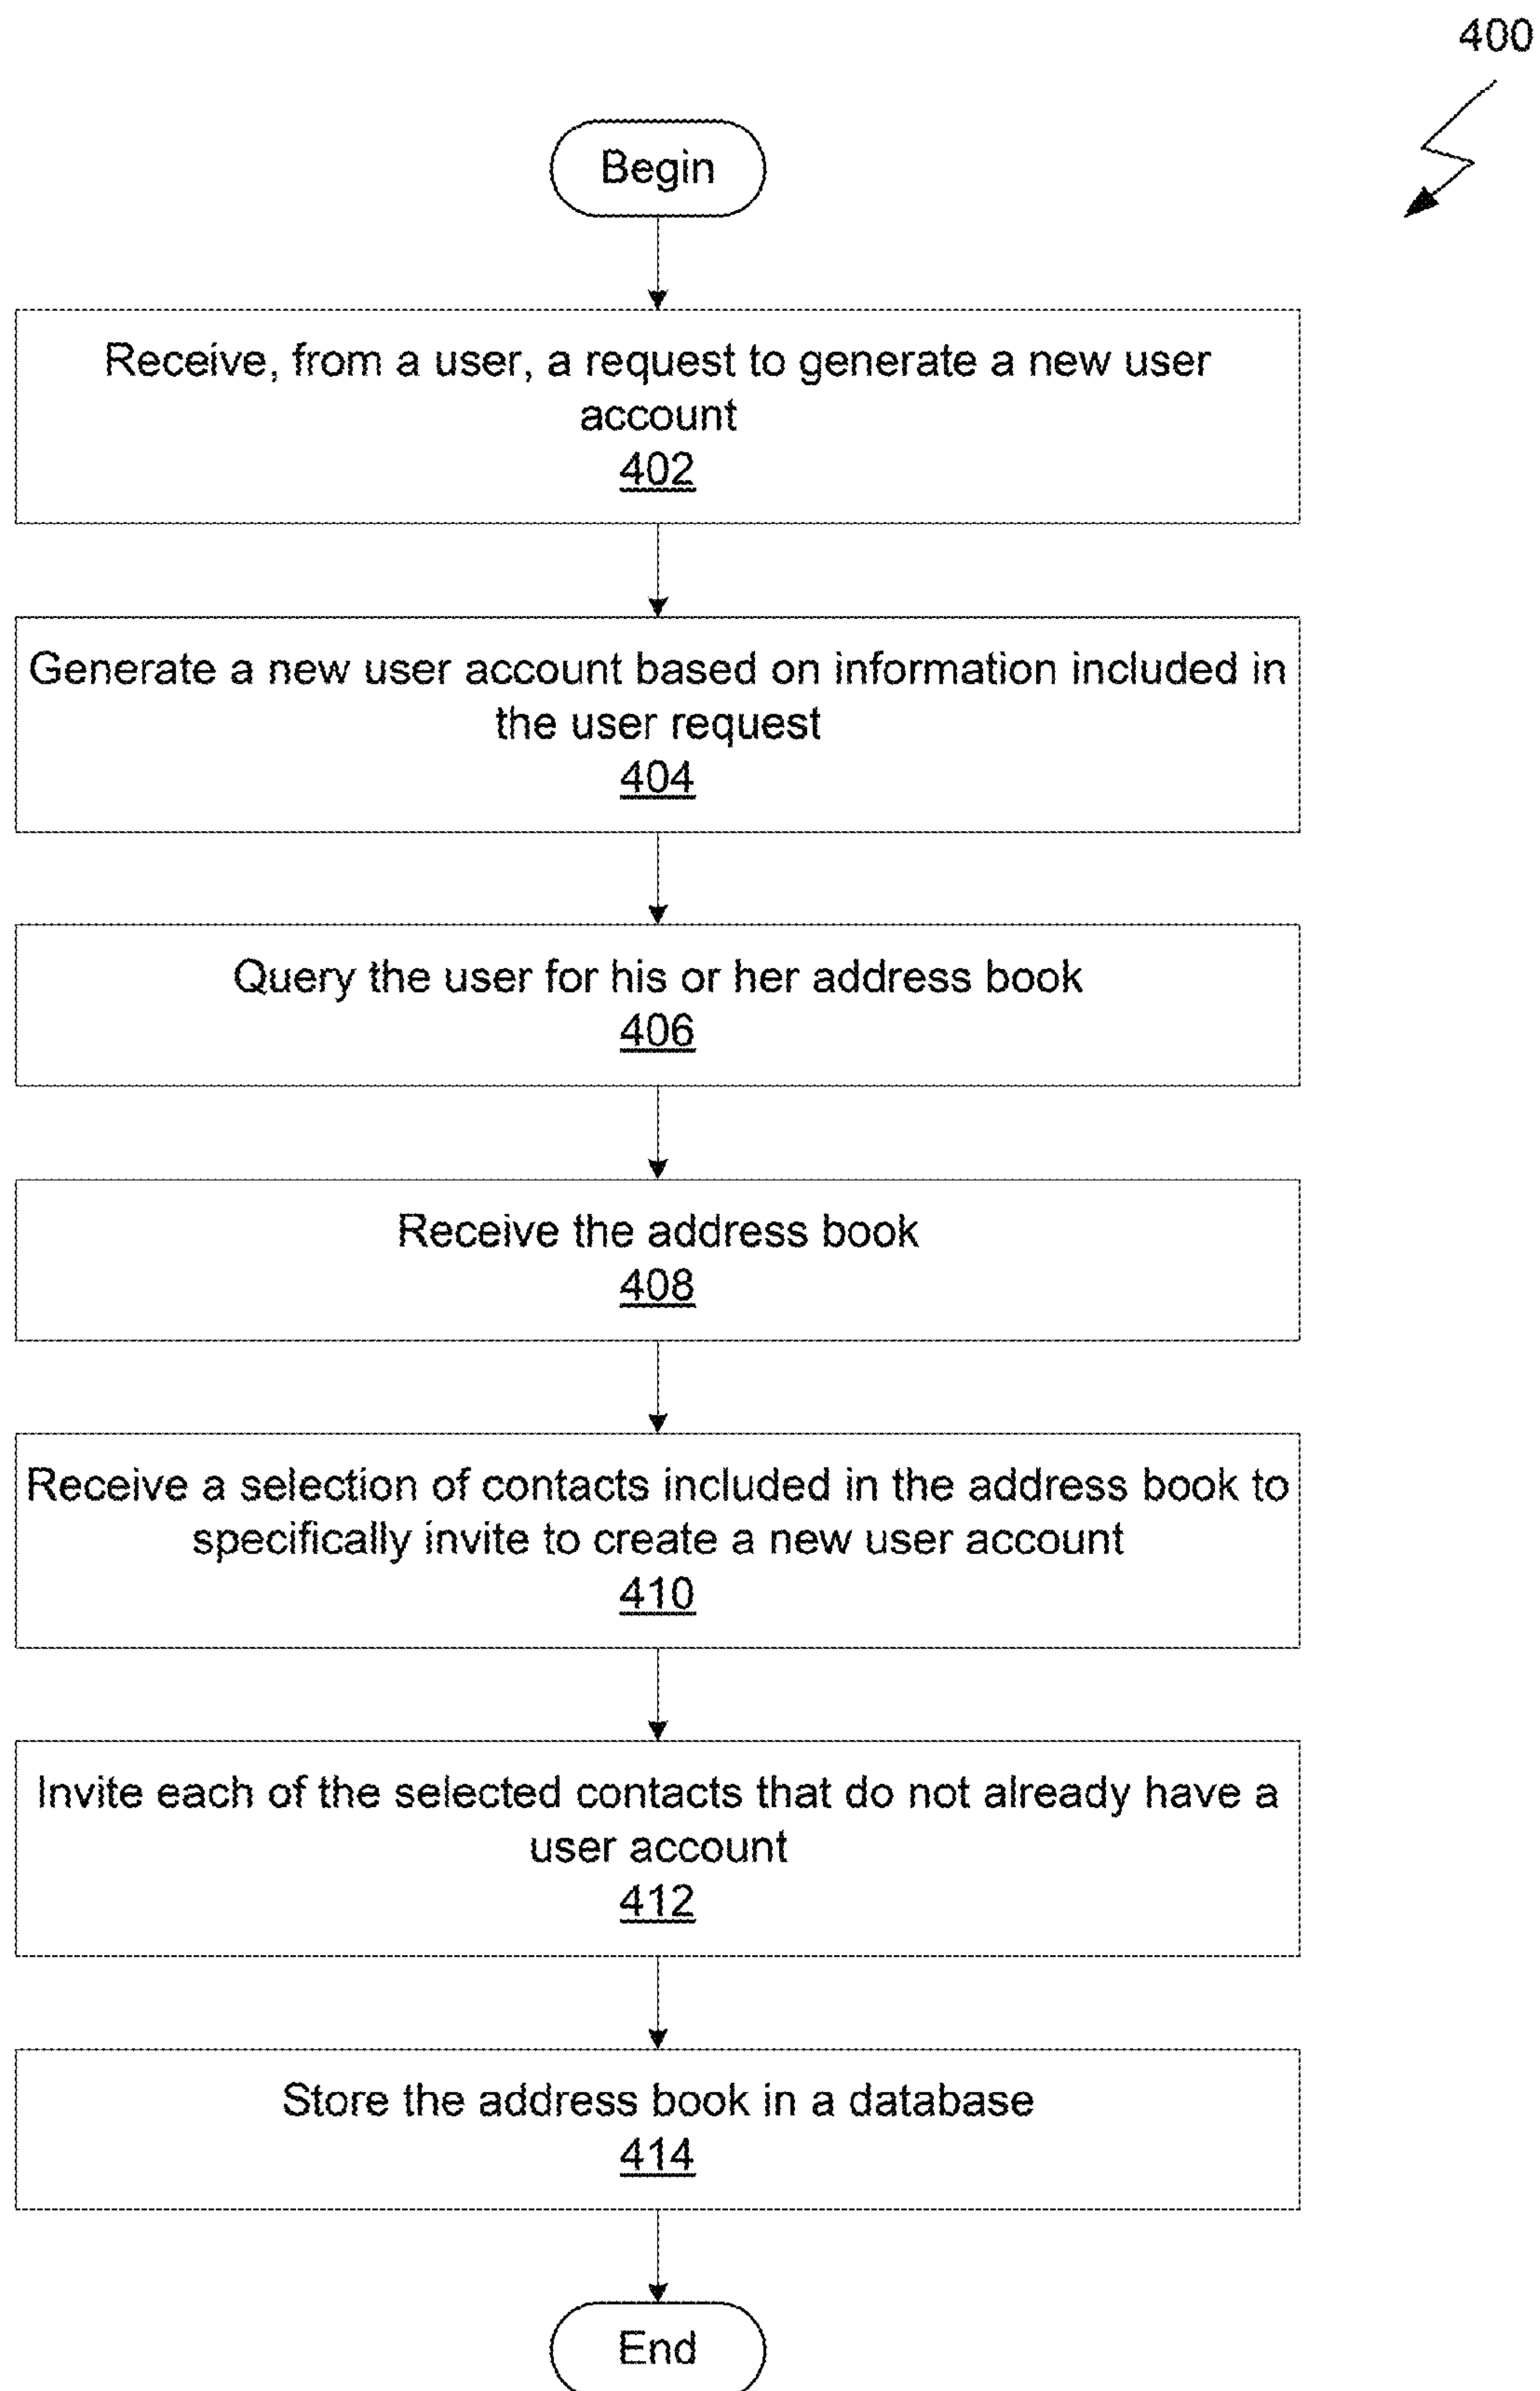 400
Begin
Receive, from a user, a request to generate a new user
account
402
Generate a new user account based on information included in
the user request
404
Query the user for his or her address book
406
Receive the address book
408
Receive a selection of contacts included in the address book to
specifically invite to create a new user account
410
Invite each of the selected contacts that do not already have a
user account
412
Store the address book in a database
414
End